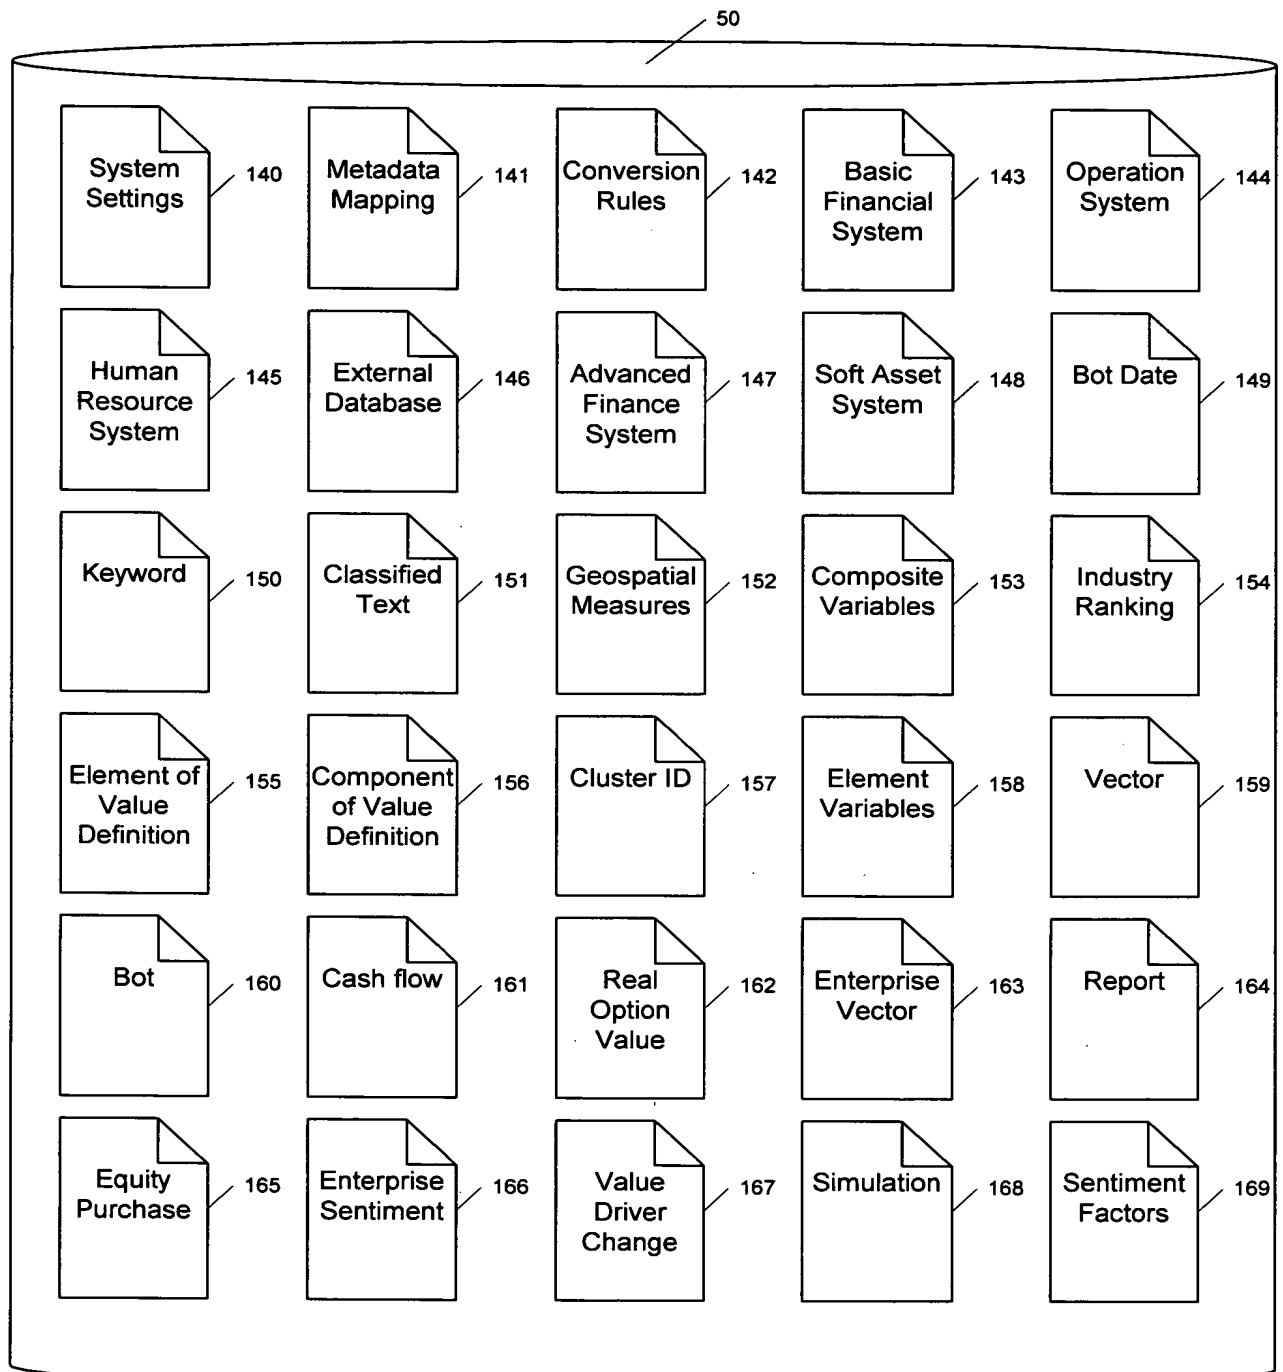 50
System
Settings
140
Metadata
Mapping
141
Conversion
Rules
142
Basic
Financial
System
143
Operation
System
144
Human
Resource
System
145
External
Database
146
Advanced
Finance
System
147
Soft Asset
System
148
Bot Date
149
Keyword
150
Classified
Text
151
Geospatial
Measures
152
Composite
Variables
153
Industry
Ranking
154
Element of
Value
Definition
155
Component
of Value
Definition
156
Cluster ID
157
Element
Variables
158
Vector
159
Bot
160
Cash flow
161
Real
Option
Value
162
Enterprise
Vector
163
Report
164
Equity
Purchase
165
Enterprise
Sentiment
166
Value
Driver
Change
167
Simulation
168
Sentiment
Factors
169